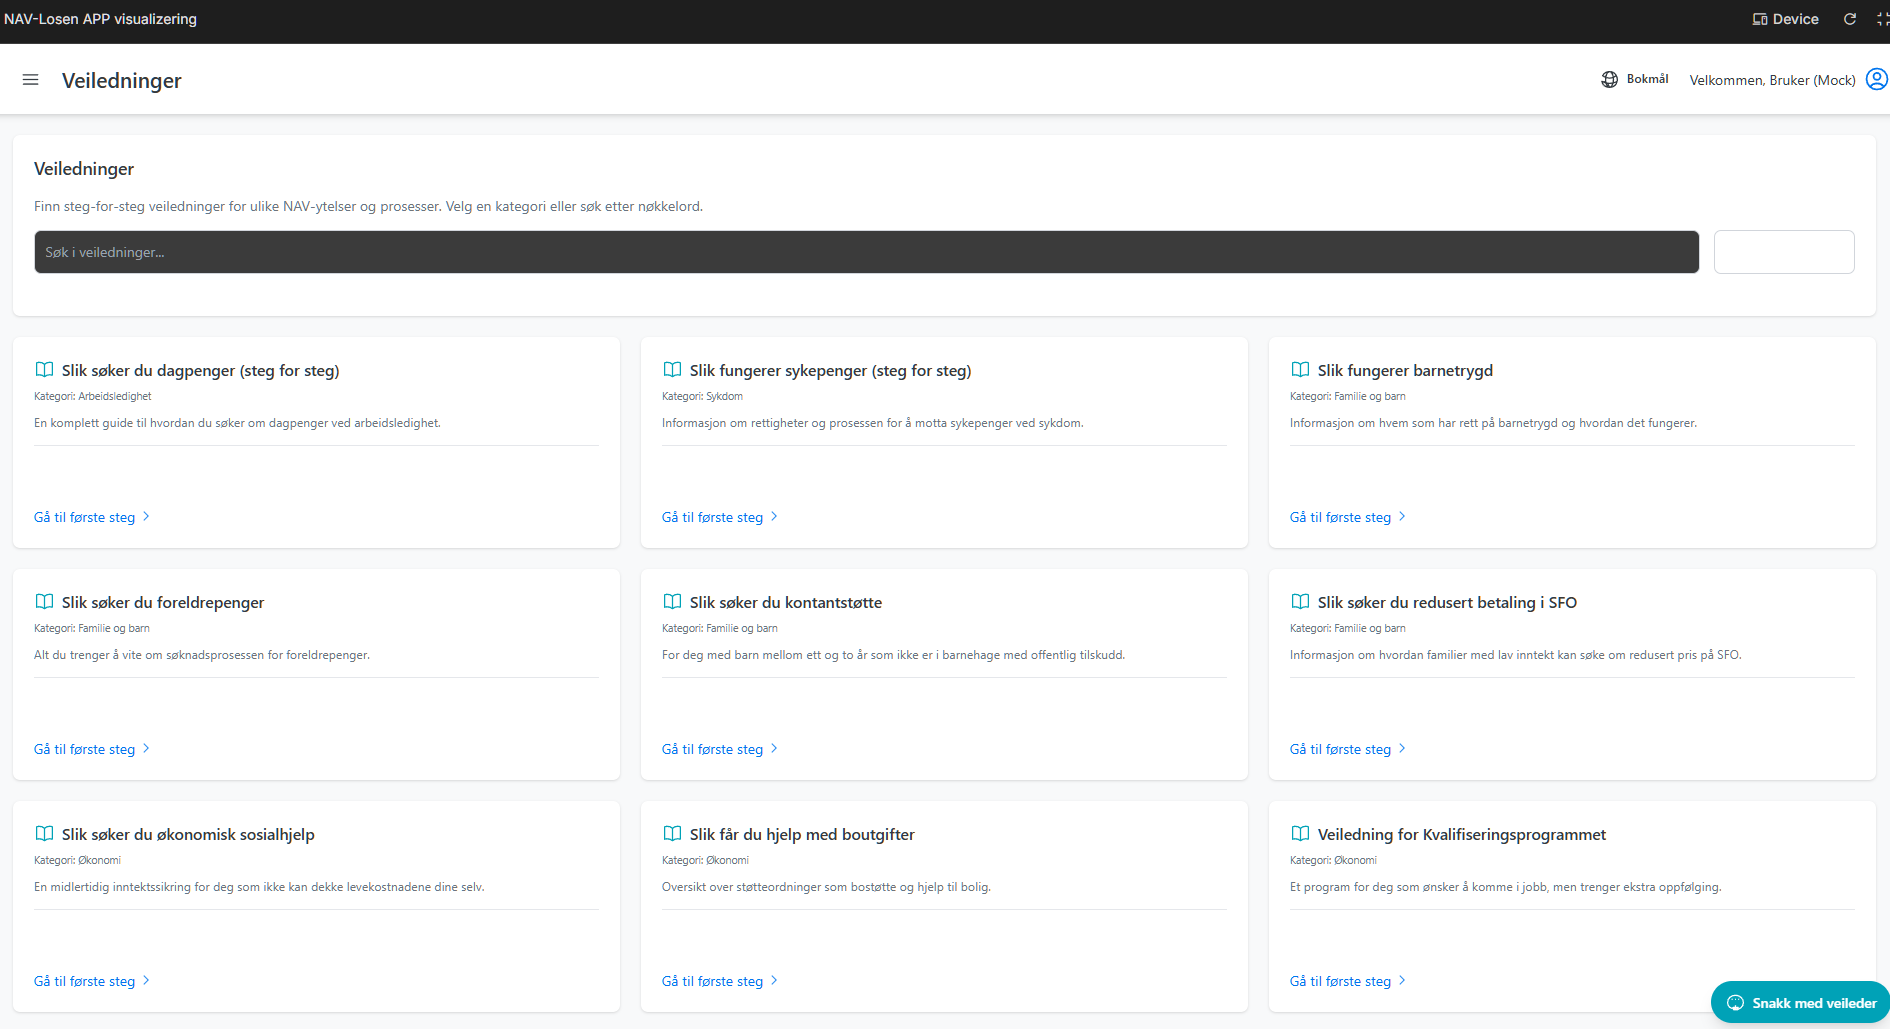 NAV-Losen APP visualizering
Device
Veiledninger
Bokmål
Velkommen, Bruker (Mock)
Veiledninger
Finn steg-for-steg veiledninger for ulike NAV-ytelser og prosesser. Velg en kategori eller søk etter nøkkelord.
Søk i veiledninger...
Slik søker du dagpenger (steg for steg)
Kategori: Arbeidsledighet
En komplett guide til hvordan du søker om dagpenger ved arbeidsledighet.
Gå til første steg
Slik fungerer sykepenger (steg for steg)
Kategori: Sykdom
Informasjon om rettigheter og prosessen for å motta sykepenger ved sykdom.
Gå til første steg
Slik fungerer barnetrygd
Kategori: Familie og barn
Informasjon om hvem som har rett på barnetrygd og hvordan det fungerer.
Gå til første steg
Slik søker du foreldrepenger
Kategori: Familie og barn
Alt du trenger å vite om søknadsprosessen for foreldrepenger.
Gå til første steg
Slik søker du kontantstøtte
Kategori: Familie og barn
For deg med barn mellom ett og to år som ikke er i barnehage med offentlig tilskudd.
Gå til første steg
Slik søker du redusert betaling i SFO
Kategori: Familie og barn
Informasjon om hvordan familier med lav inntekt kan søke om redusert pris på SFO.
Gå til første steg
Slik søker du økonomisk sosialhjelp
Kategori: Økonomi
En midlertidig inntektssikring for deg som ikke kan dekke levekostnadene dine selv.
Gå til første steg
Slik får du hjelp med boutgifter
Kategori: Økonomi
Oversikt over støtteordninger som bostøtte og hjelp til bolig.
Gå til første steg
Veiledning for Kvalifiseringsprogrammet
Kategori: Økonomi
Et program for deg som ønsker å komme i jobb, men trenger ekstra oppfølging.
Gå til første steg
Snakk med veileder